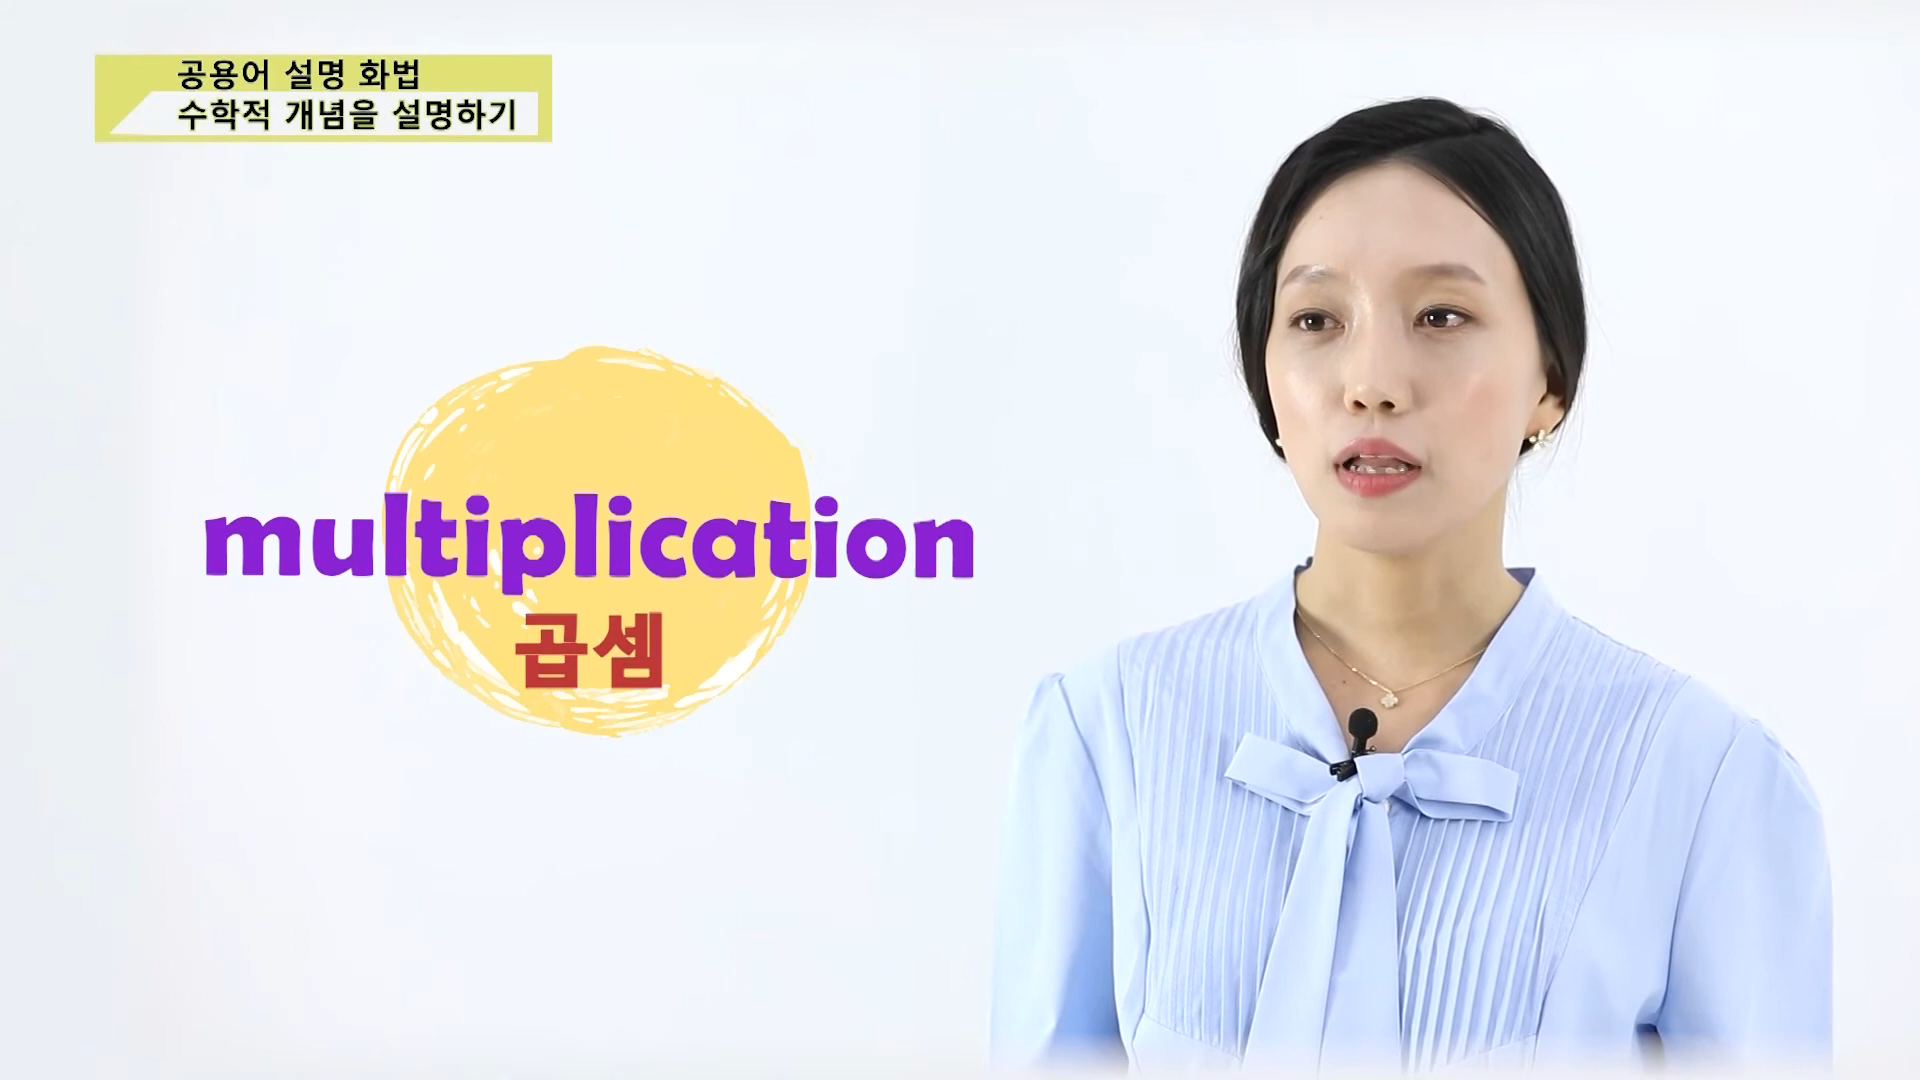 공용어 설명 화법
수학적 개념을 설명하기
multiplication
곱셈